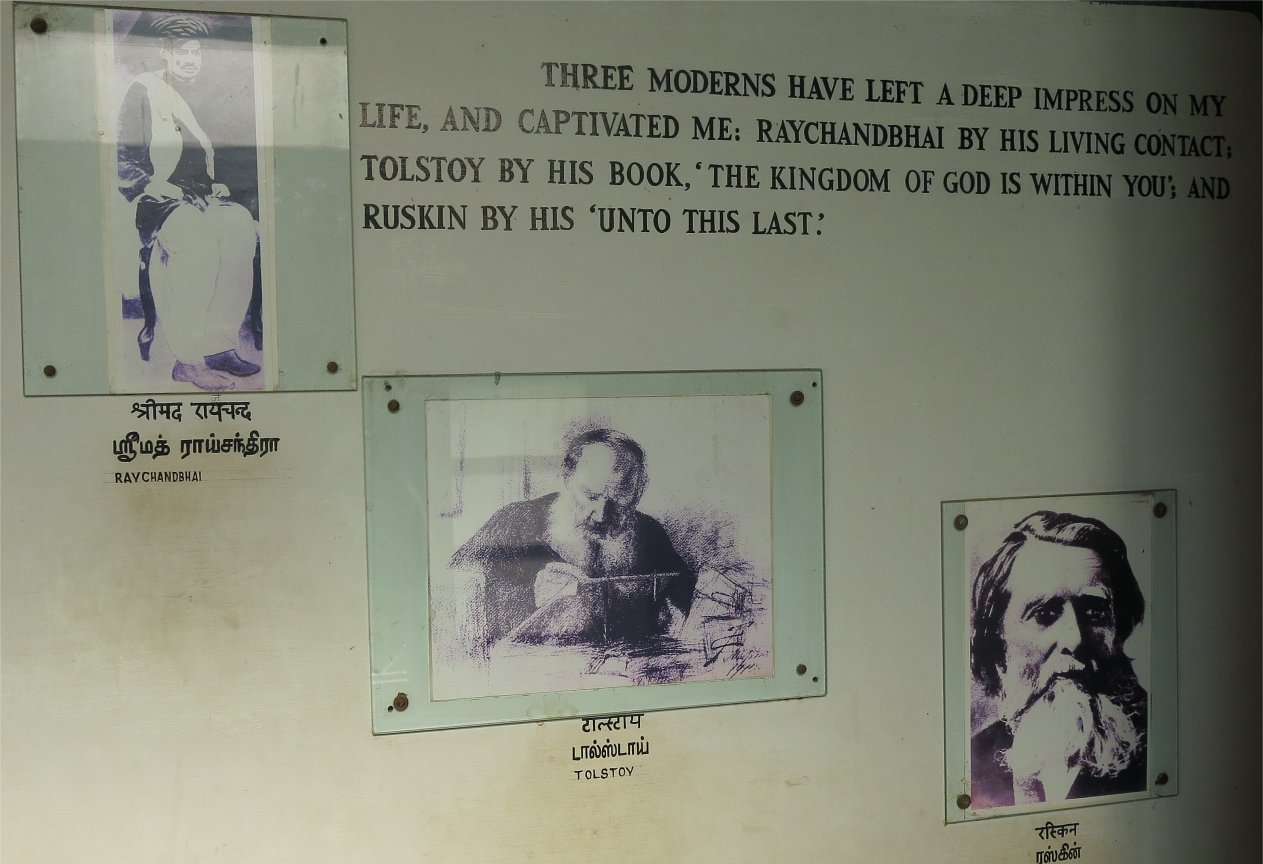 THREE MODERNS HAVE LEFT A DEEP IMPRESS ON MY
LIFE, AND CAPTIVATED ME: RAYCHANDBHAI BY HIS LIVING CONTACT;
TOLSTOY BY HIS BOOK, ‘THE KINGDOM OF GOD IS WITHIN YOU’; AND
RUSKIN BY HIS ‘UNTO THIS LAST.’
श्रीमद रायचन्द
ஸ்ரீமத் ராய்சந்திரா
RAYCHANDBHAI
टाल्स्टाय
டால்ஸ்டாய்
TOLSTOY
रस्किन
ரஸ்கின்